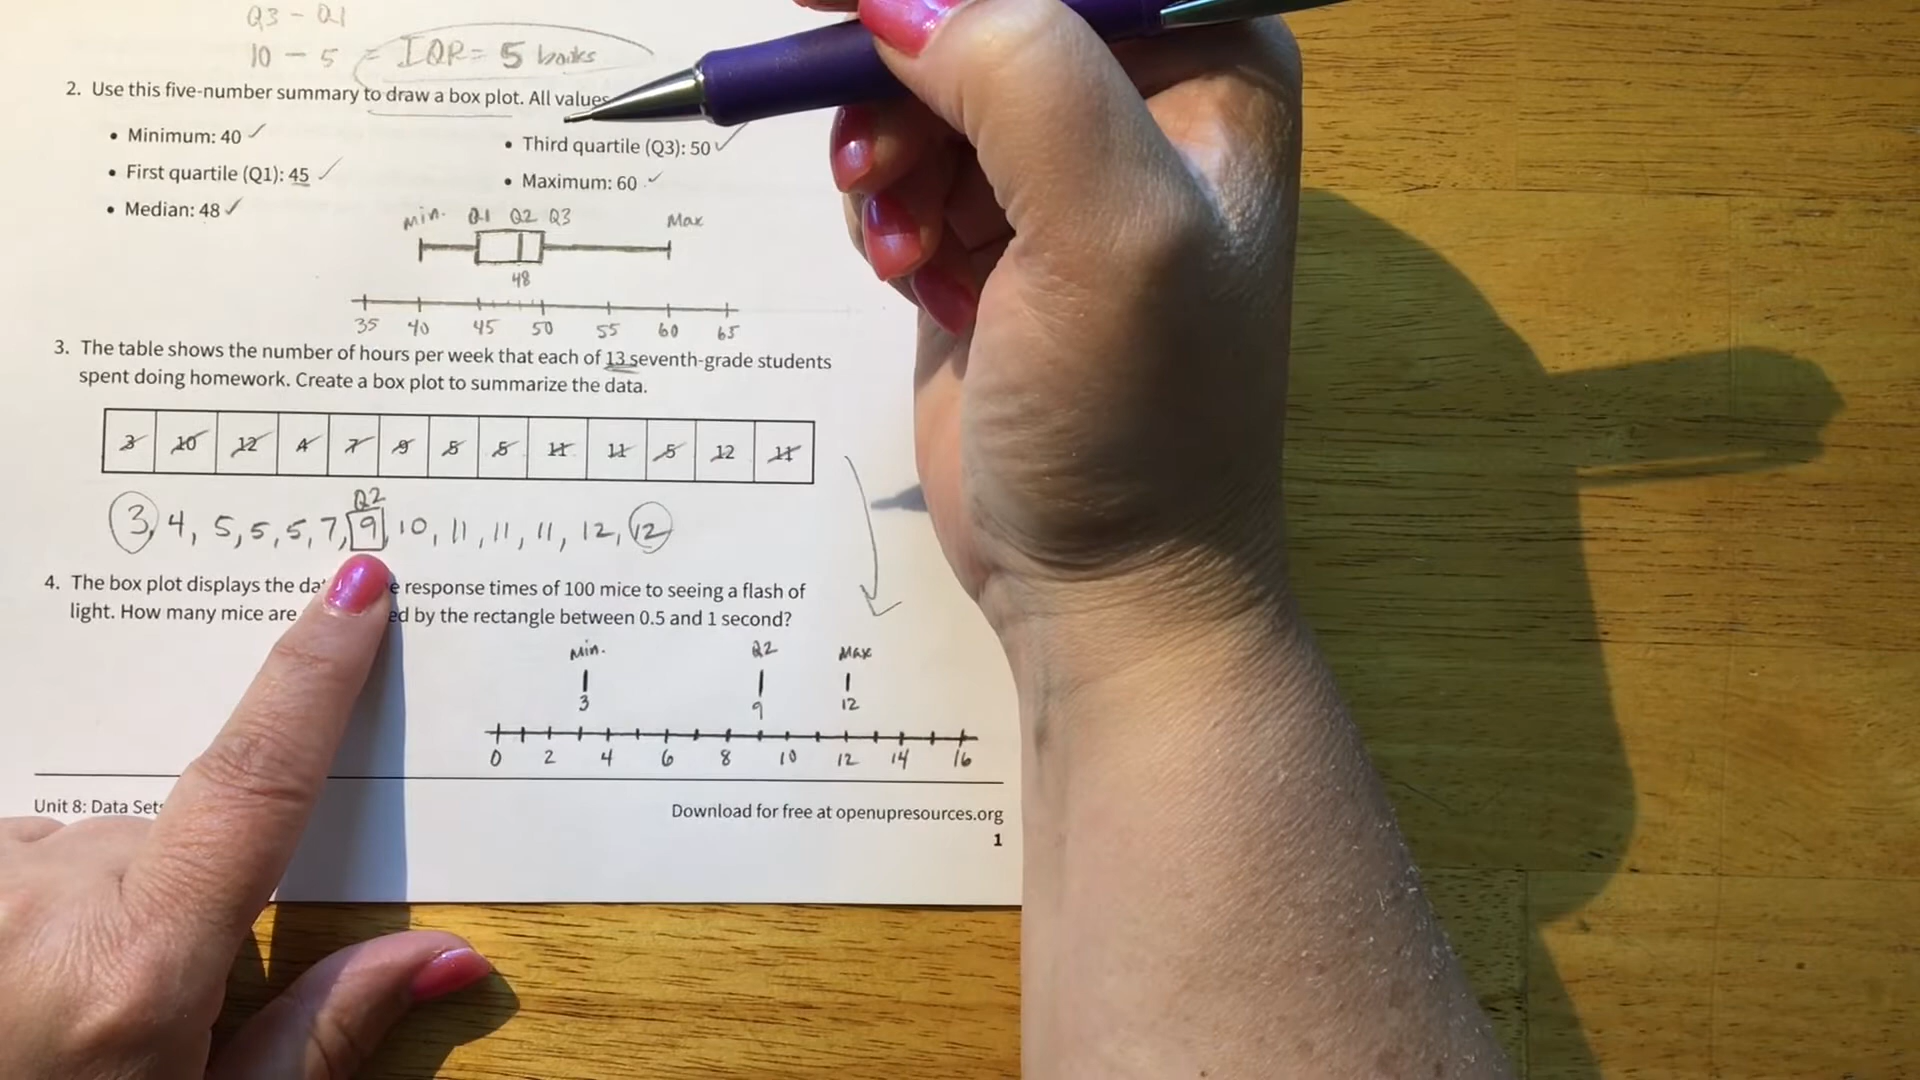 Q3 - Q1
10 - 5 = IQR = 5 books
2. Use this five-number summary to draw a box plot. All values
• Minimum: 40 ✓
• Third quartile (Q3): 50 ✓
• First quartile (Q1): 45 ✓
• Maximum: 60 ✓
• Median: 48 ✓
Min. Q1 Q2 Q3 Max
48
35 40 45 50 55 60 65
3. The table shows the number of hours per week that each of 13 seventh-grade students
spent doing homework. Create a box plot to summarize the data.
3 10 12 4 7 9 5 5 11 11 5 12 11
Q2
3, 4, 5, 5, 5, 7, 9, 10, 11, 11, 11, 12, 12
4. The box plot displays the response times of 100 mice to seeing a flash of
light. How many mice are by the rectangle between 0.5 and 1 second?
Min. Q2 Max
3 9 12
0 2 4 6 8 10 12 14 16
Unit 8: Data Sets
Download for free at openupresources.org
1